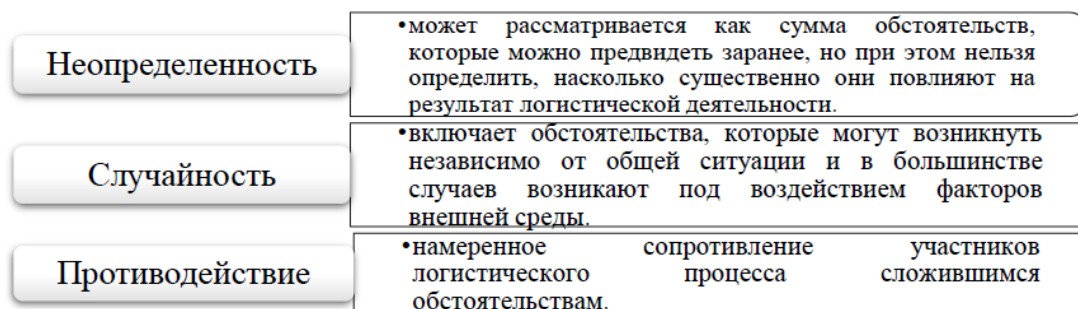 Неопределенность
•может рассматривается как сумма обстоятельств,
которые можно предвидеть заранее, но при этом нельзя
определить, насколько существенно они повлияют на
результат логистической деятельности.
Случайность
•включает обстоятельства, которые могут возникнуть
независимо от общей ситуации и в большинстве
случаев возникают под воздействием факторов
внешней среды.
Противодействие
•намеренное сопротивление участников
логистического процесса сложившимся
обстоятельствам.